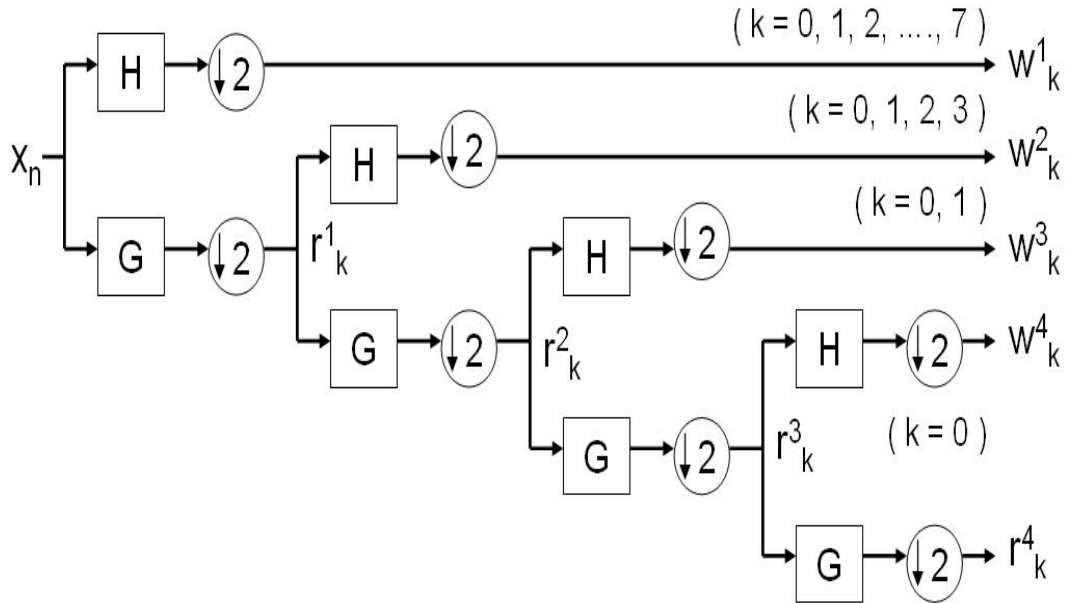 ( k = 0, 1, 2, ...., 7 )
H ↓2 w¹ₖ
( k = 0, 1, 2, 3 )
xₙ H ↓2 w²ₖ
( k = 0, 1 )
G ↓2 r¹ₖ H ↓2 w³ₖ
G ↓2 r²ₖ H ↓2 w⁴ₖ
G ↓2 r³ₖ ( k = 0 )
G ↓2 r⁴ₖ